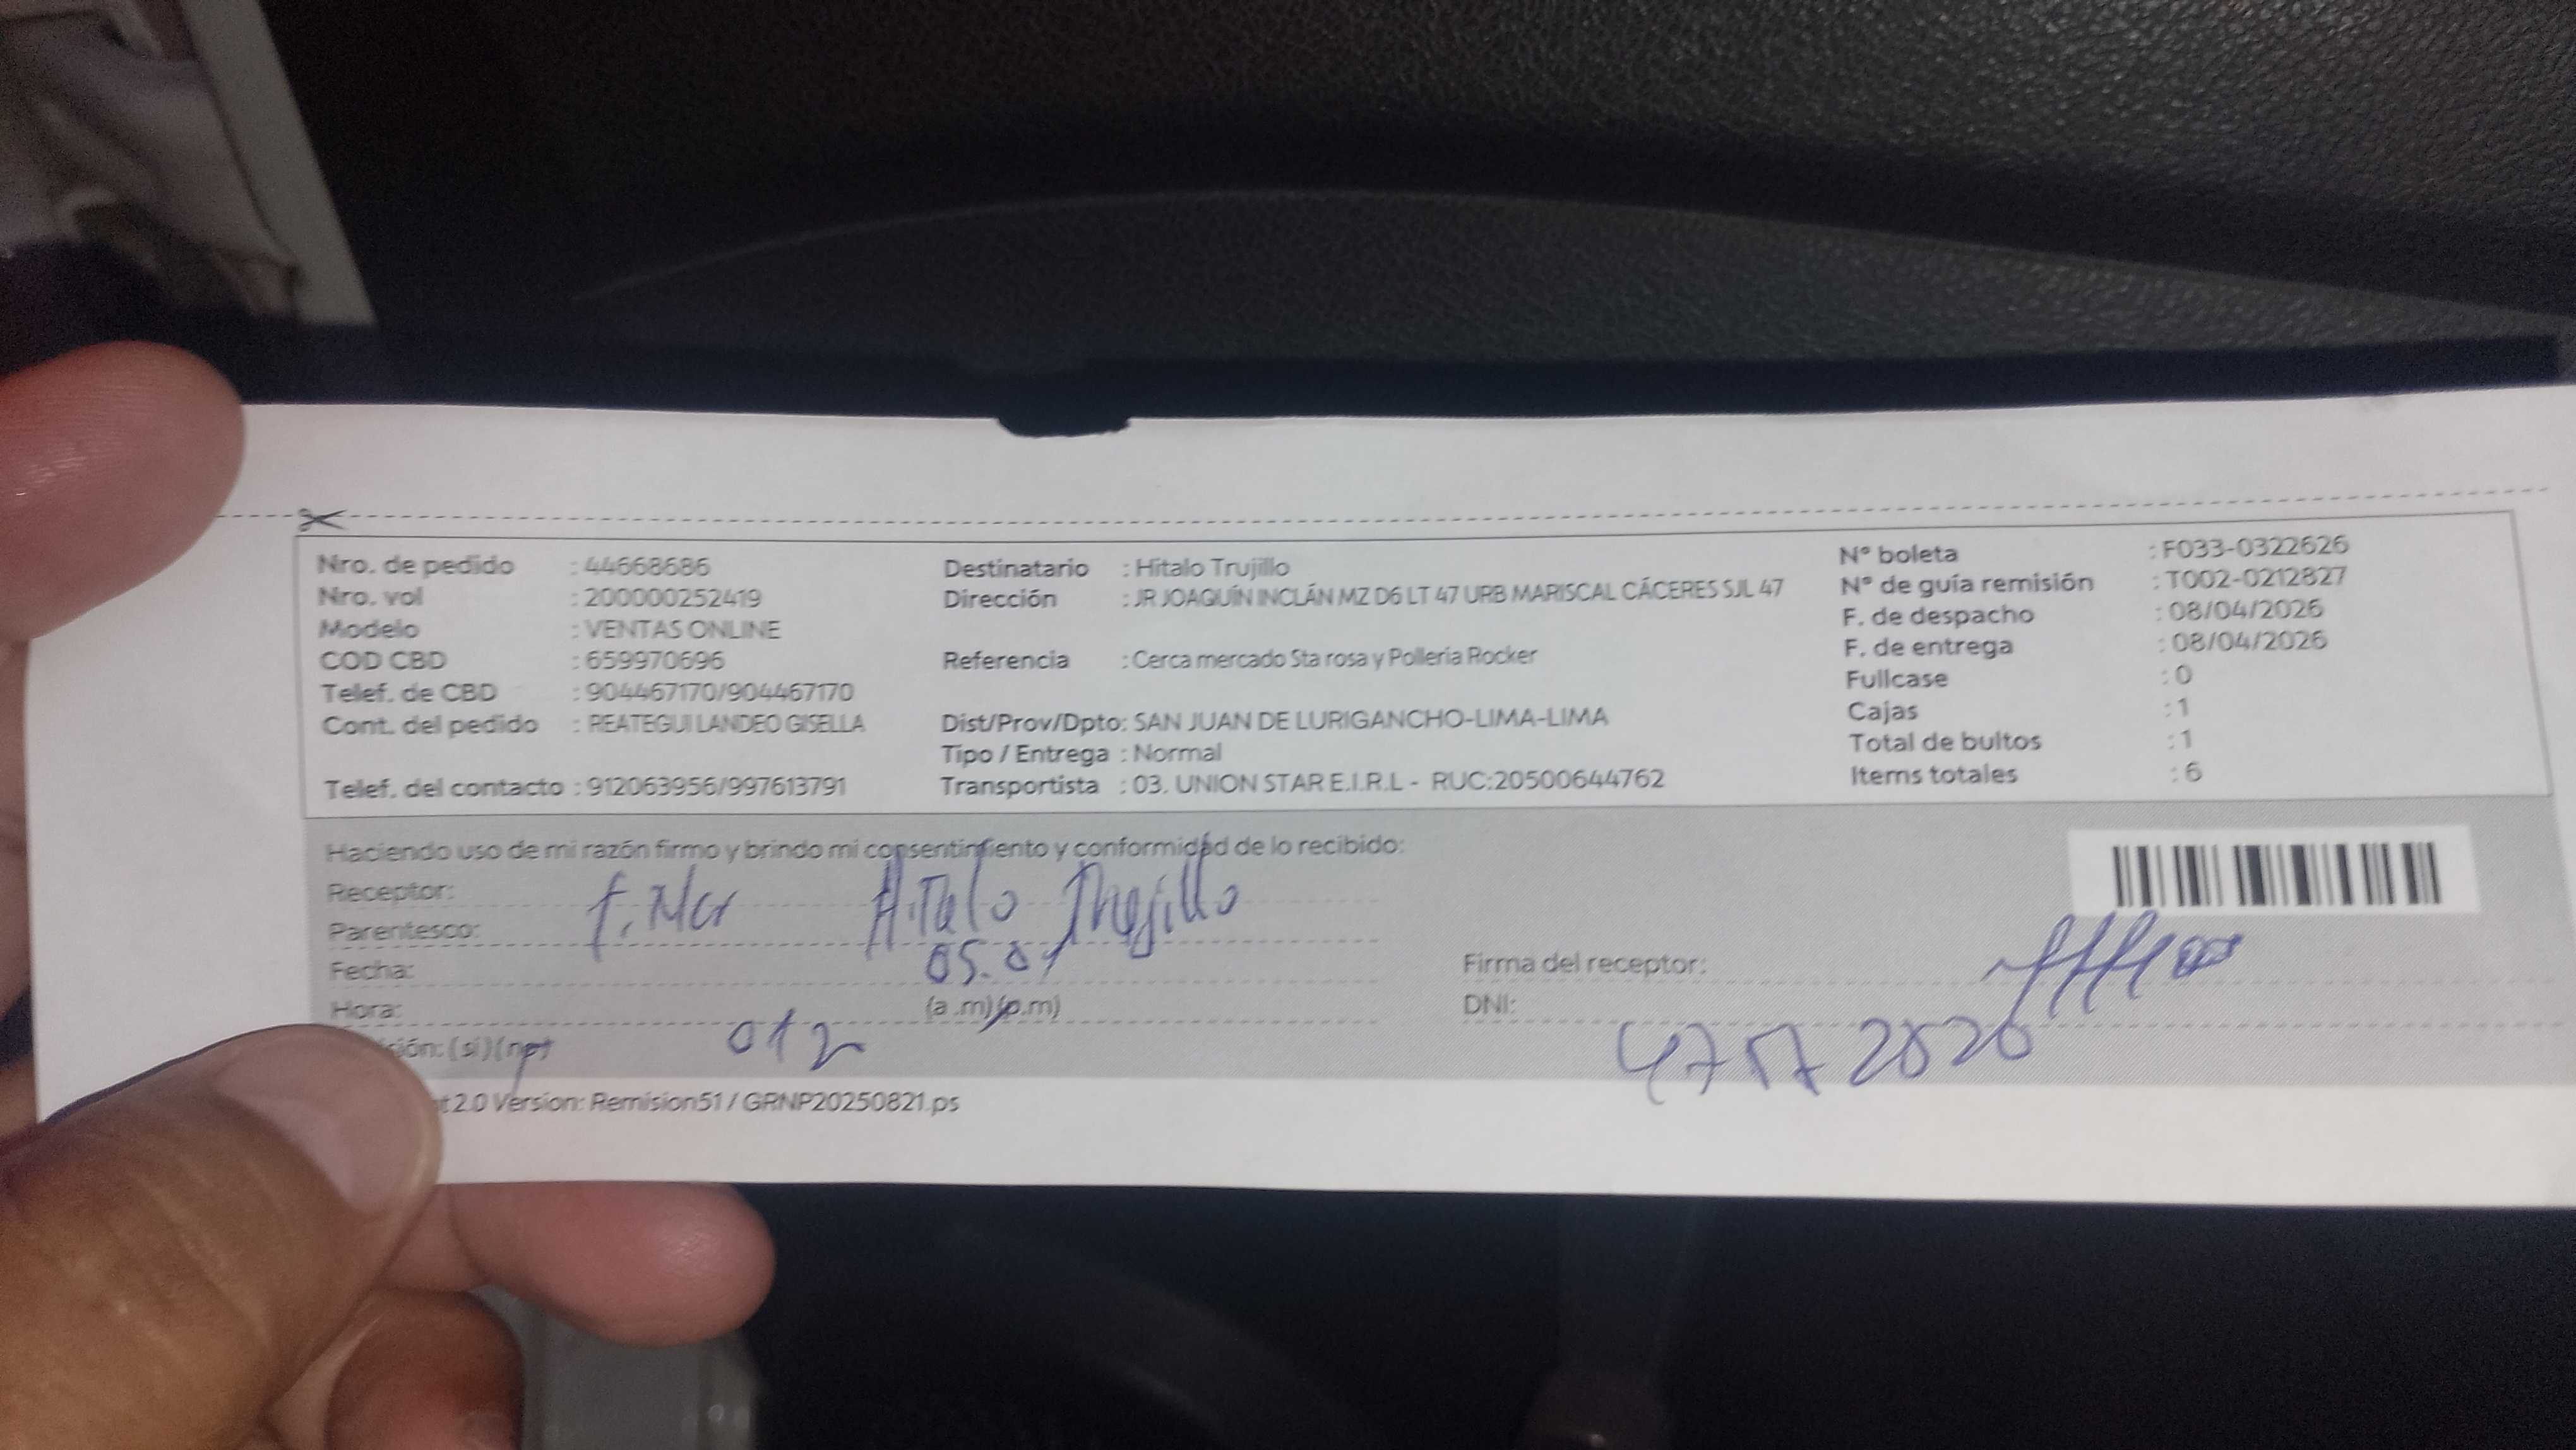 Nro. de pedido : 44668686
Nro. vol : 200000252419
Modelo : VENTAS ONLINE
COD CBD : 659970696
Telef. de CBD : 904467170/904467170
Cont. del pedido : REATEGUI LANDEO GISELLA
Telef. del contacto : 912063956/997613791
Destinatario : Hitalo Trujillo
Dirección : JR JOAQUÍN INCLÁN MZ D6 LT 47 URB MARISCAL CÁCERES SJL 47
Referencia : Cerca mercado Sta rosa y Polleria Rocker
Dist/Prov/Dpto: SAN JUAN DE LURIGANCHO-LIMA-LIMA
Tipo / Entrega : Normal
Transportista : 03. UNION STAR E.I.R.L - RUC:20500644762
N° boleta : F033-0322626
N° de guía remisión : T002-0212827
F. de despacho : 08/04/2026
F. de entrega : 08/04/2026
Fullcase : 0
Cajas : 1
Total de bultos : 1
Items totales : 6
Haciendo uso de mi razón firmo y brindo mi consentimiento y conformidad de lo recibido:
Receptor: Hitalo Trujillo
Parentesco:
Fecha:
Hora: (a .m) (p.m)
ción: (si) (no)
Firma del receptor:
DNI:
t 2.0 Version: Remision51 / GRNP20250821.ps